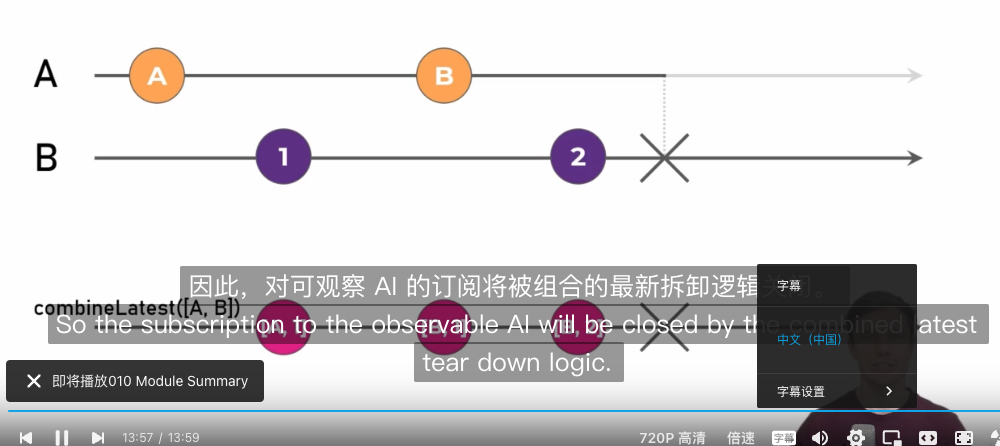 A
A
B
B
1
2
因此，对可观察 AI 的订阅将被组合的最新拆卸逻辑关闭。
combineLatest([A, B])
So the subscription to the observable AI will be closed by the combined latest
tear down logic.
字幕
中文（中国）
字幕设置
即将播放010 Module Summary
13:57 / 13:59
720P 高清
倍速
字幕